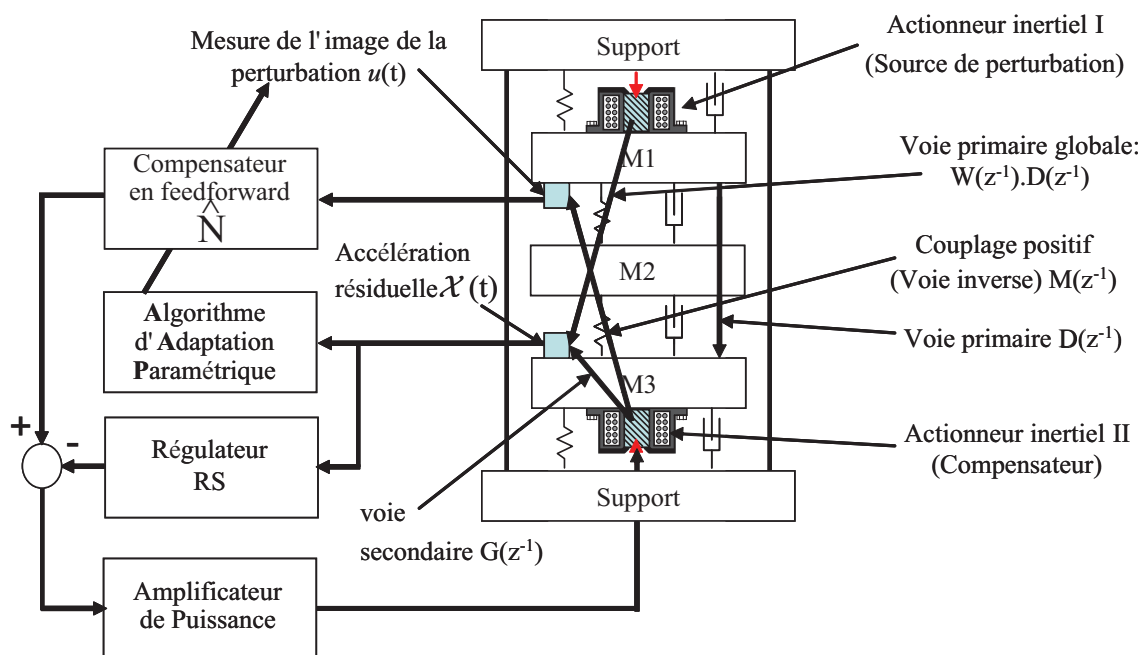 Mesure de l'image de la
perturbation u(t)
Support
Actionneur inertiel I
(Source de perturbation)
M1
Voie primaire globale:
W(z⁻¹).D(z⁻¹)
Compensateur
en feedforward
N̂
Accélération
résiduelle χ (t)
M2
Couplage positif
(Voie inverse) M(z⁻¹)
Algorithme
d'Adaptation
Paramétrique
Voie primaire D(z⁻¹)
M3
+
-
Régulateur
RS
Actionneur inertiel II
(Compensateur)
Support
voie
secondaire G(z⁻¹)
Amplificateur
de Puissance